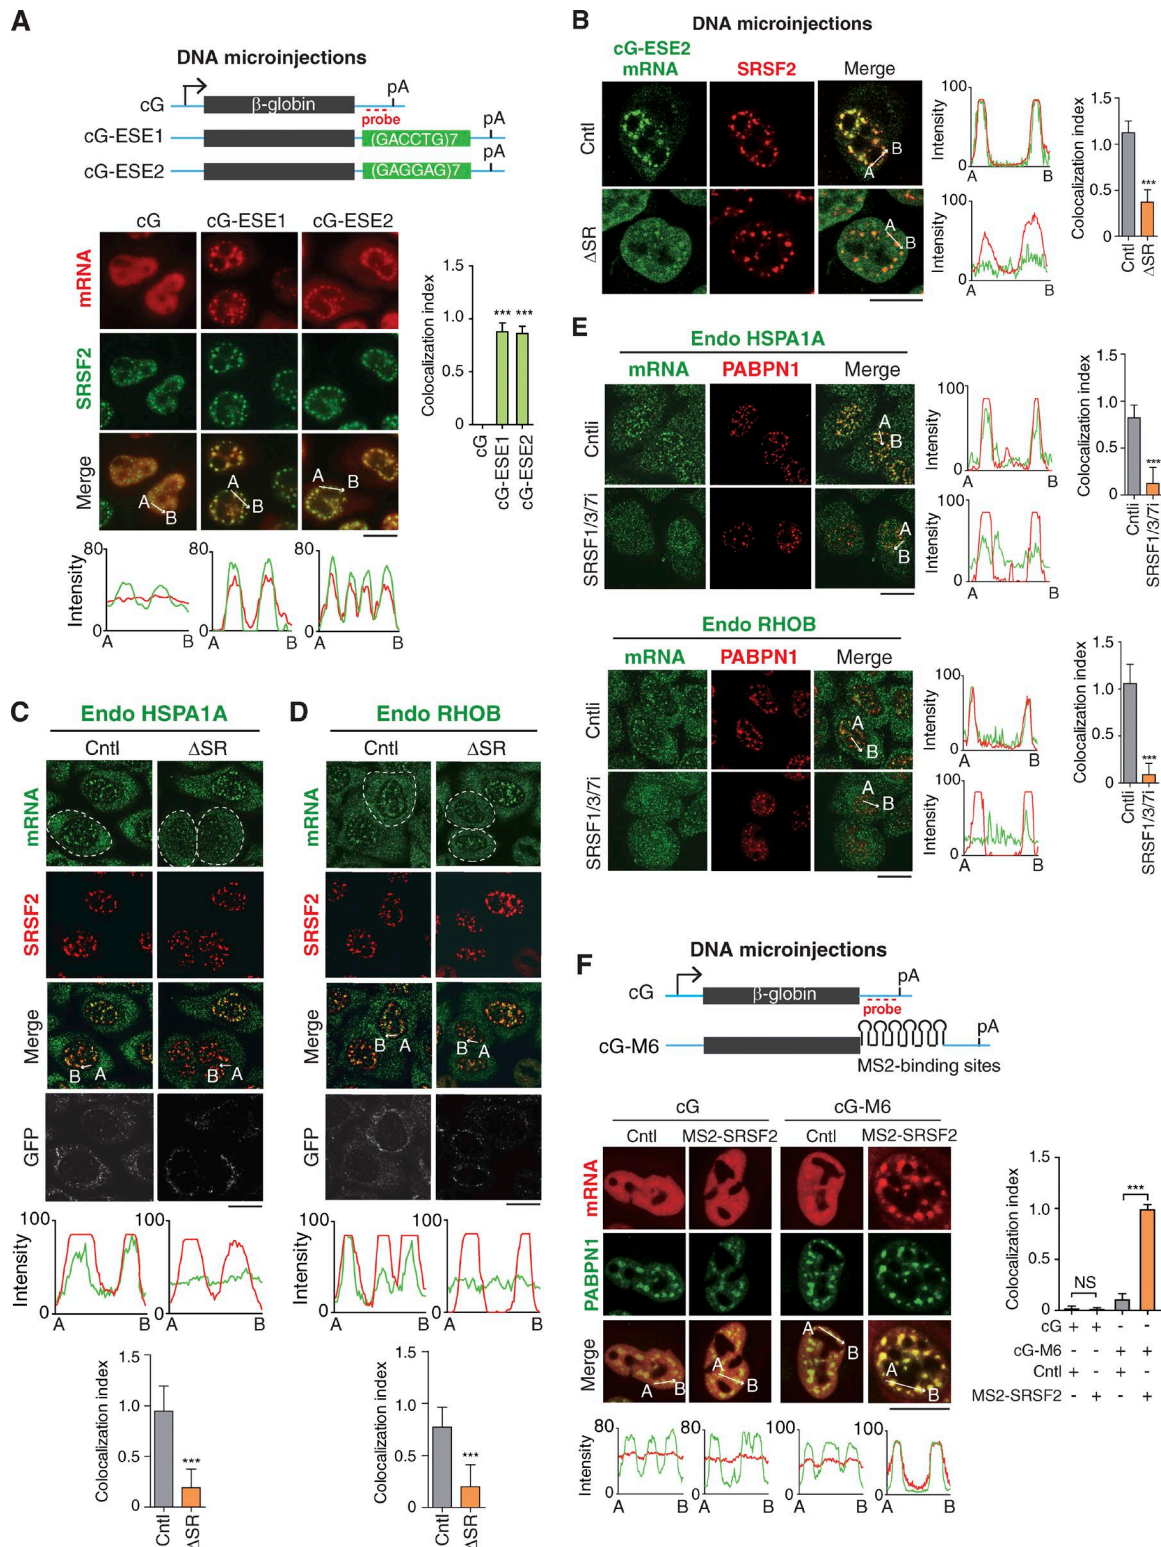 A
DNA microinjections
cG
β-globin
pA
probe
cG-ESE1
(GACCTG)7
pA
cG-ESE2
(GAGGAG)7
pA
cG
cG-ESE1
cG-ESE2
mRNA
SRSF2
Merge
A
B
A
B
A
B
Colocalization index
1.5
1.0
0.5
0
*** ***
cG
cG-ESE1
cG-ESE2
Intensity
80
80
80
0
0
0
A B
A B
A B
B
DNA microinjections
cG-ESE2
mRNA
SRSF2
Merge
Cntl
ΔSR
A
B
A
B
Intensity
100
0
A B
Intensity
100
0
A B
Colocalization index
1.5
1.0
0.5
0
***
Cntl
ΔSR
C
Endo HSPA1A
Cntl
ΔSR
mRNA
SRSF2
Merge
GFP
B A
B A
Intensity
100
100
0
0
A B
A B
Colocalization index
1.5
1.0
0.5
0
***
Cntl
ΔSR
D
Endo RHOB
Cntl
ΔSR
mRNA
SRSF2
Merge
GFP
B A
B A
Intensity
100
100
0
0
A B
A B
Colocalization index
1.5
1.0
0.5
0
***
Cntl
ΔSR
E
Endo HSPA1A
mRNA
PABPN1
Merge
Cntli
SRSF1/3/7i
A
B
A
B
Intensity
100
0
A B
Intensity
100
0
A B
Colocalization index
1.5
1.0
0.5
0
***
Cntli
SRSF1/3/7i
Endo RHOB
mRNA
PABPN1
Merge
Cntli
SRSF1/3/7i
A
B
A
B
Intensity
100
0
A B
Intensity
100
0
A B
Colocalization index
1.5
1.0
0.5
0
***
Cntli
SRSF1/3/7i
F
DNA microinjections
cG
β-globin
pA
probe
cG-M6
pA
MS2-binding sites
cG
cG-M6
Cntl
MS2-SRSF2
Cntl
MS2-SRSF2
mRNA
PABPN1
Merge
A B
A
B
A
B
A
B
Intensity
80
80
100
80
0
0
0
0
A B
A B
A B
A B
Colocalization index
1.5
1.0
0.5
0
NS
***
cG + + - -
cG-M6 - - + +
Cntl + - + -
MS2-SRSF2 - + - +